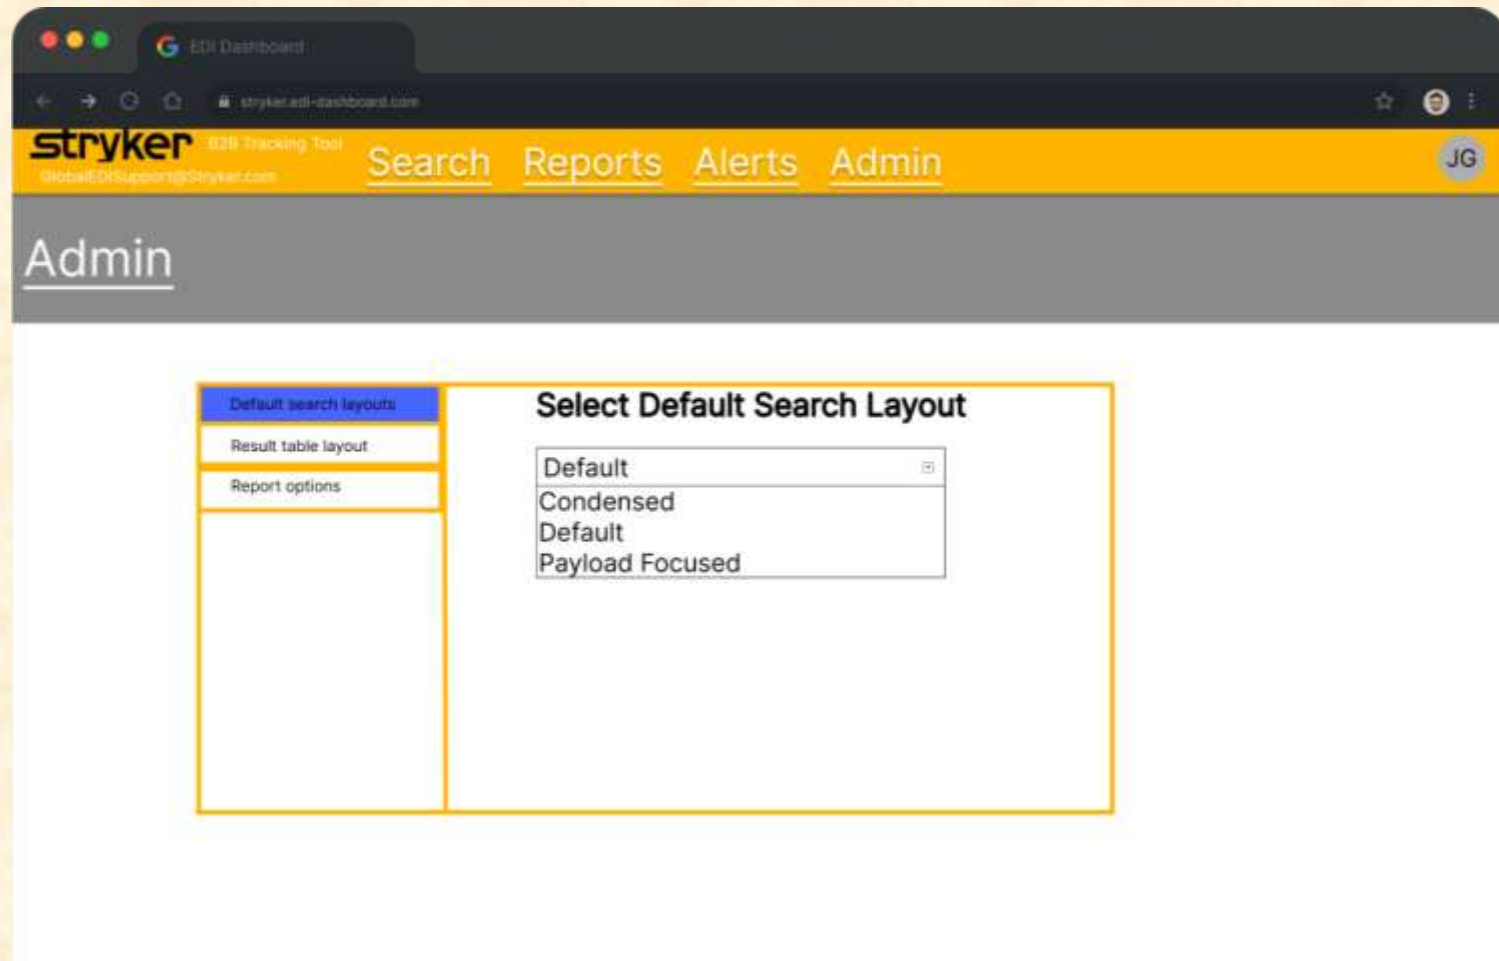 EDI Dashboard
stryker.edi-dashboard.com
stryker B2B Tracking Tool
GlobalEDISupport@Stryker.com
Search Reports Alerts Admin
JG
Admin
Default search layouts
Result table layout
Report options
Select Default Search Layout
Default
Condensed
Default
Payload Focused